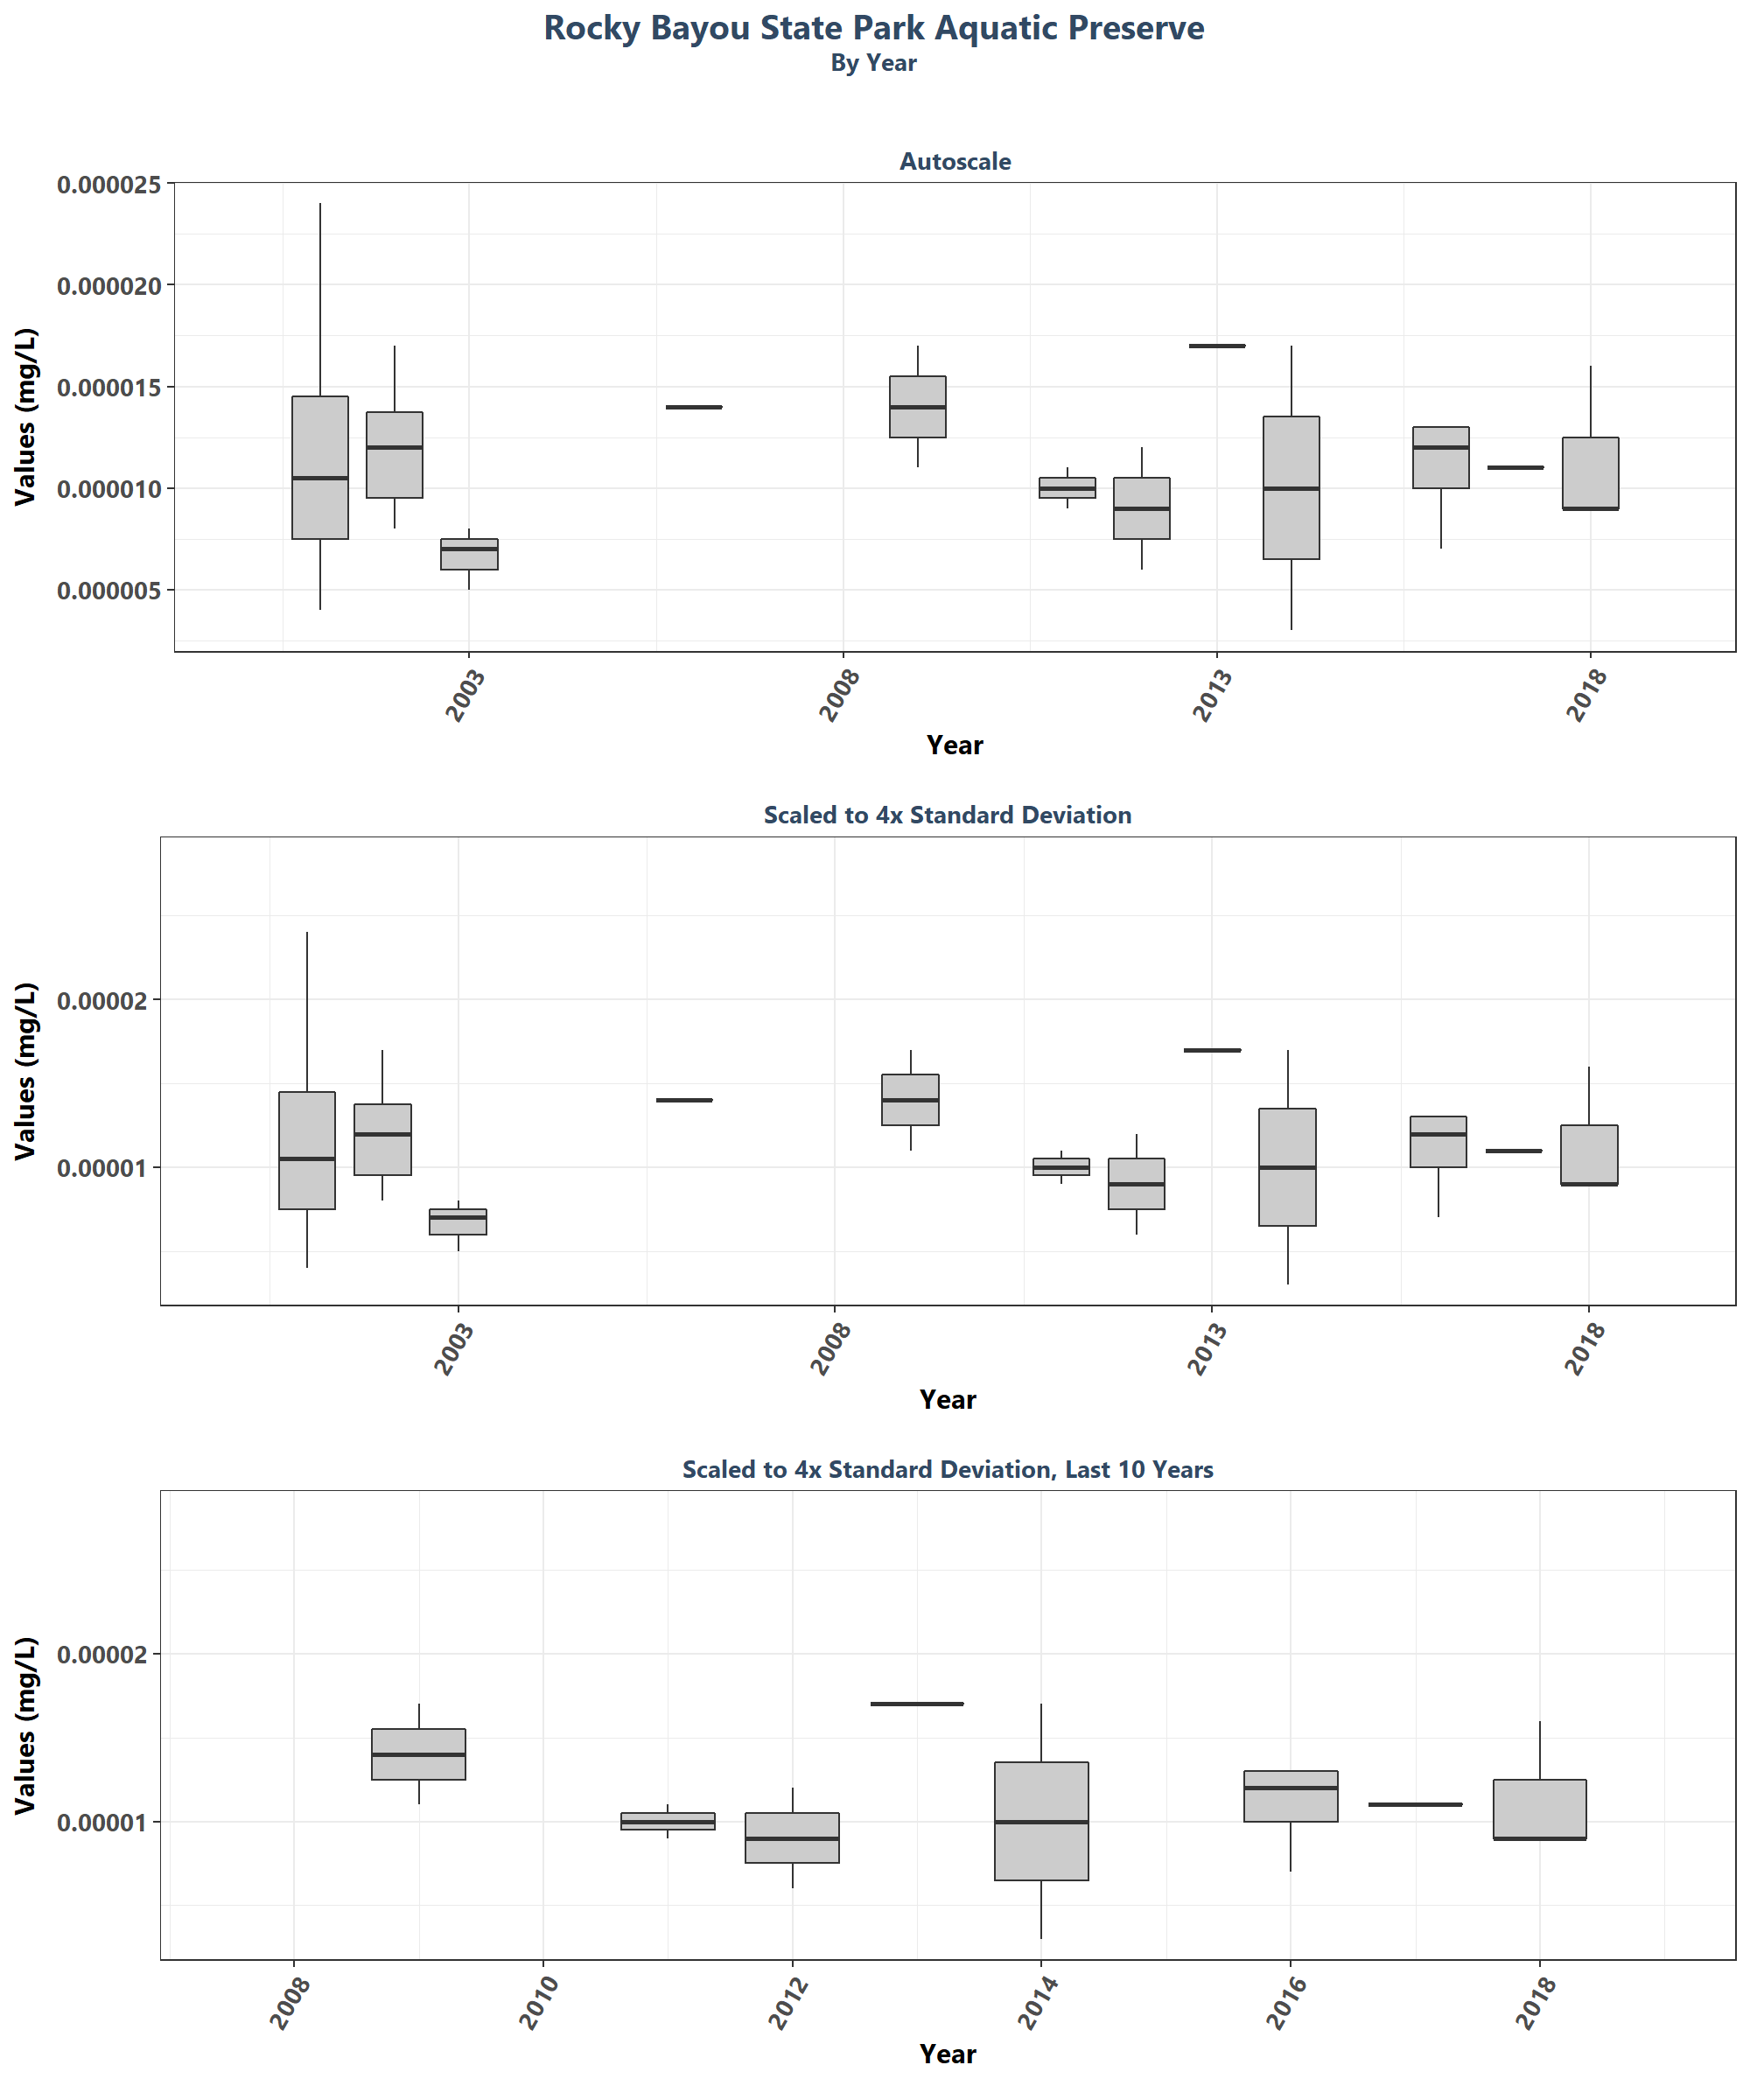 Rocky Bayou State Park Aquatic Preserve
By Year
Autoscale
Values (mg/L)
0.000025
0.000020
0.000015
0.000010
0.000005
2003
2008
2013
2018
Year
Scaled to 4x Standard Deviation
Values (mg/L)
0.00002
0.00001
2003
2008
2013
2018
Year
Scaled to 4x Standard Deviation, Last 10 Years
Values (mg/L)
0.00002
0.00001
2008
2010
2012
2014
2016
2018
Year